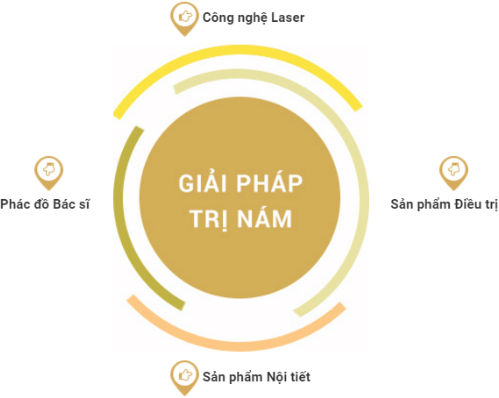 Công nghệ Laser
Phác đồ Bác sĩ
GIẢI PHÁP
TRỊ NÁM
Sản phẩm Điều trị
Sản phẩm Nội tiết